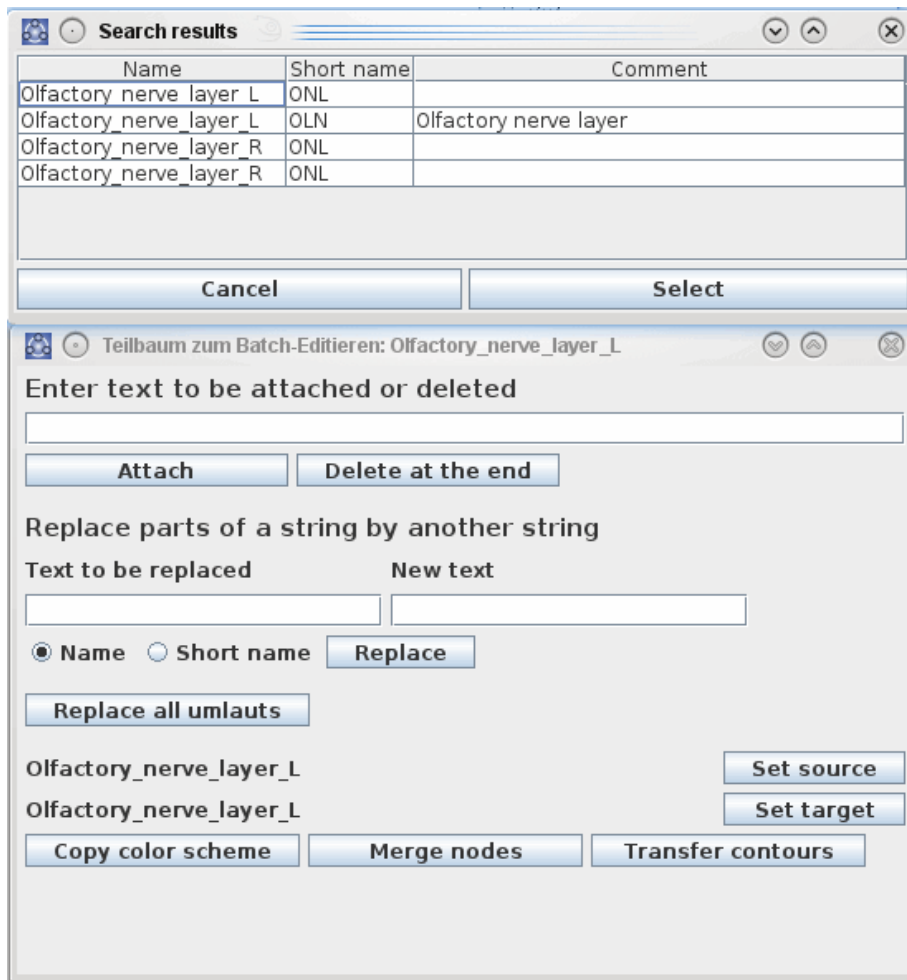 Search results
Name Short name Comment
Olfactory_nerve_layer_L ONL
Olfactory_nerve_layer_L OLN Olfactory nerve layer
Olfactory_nerve_layer_R ONL
Olfactory_nerve_layer_R ONL
Cancel Select
Teilbaum zum Batch-Editieren: Olfactory_nerve_layer_L
Enter text to be attached or deleted
Attach Delete at the end
Replace parts of a string by another string
Text to be replaced New text
Name Short name Replace
Replace all umlauts
Olfactory_nerve_layer_L Set source
Olfactory_nerve_layer_L Set target
Copy color scheme Merge nodes Transfer contours